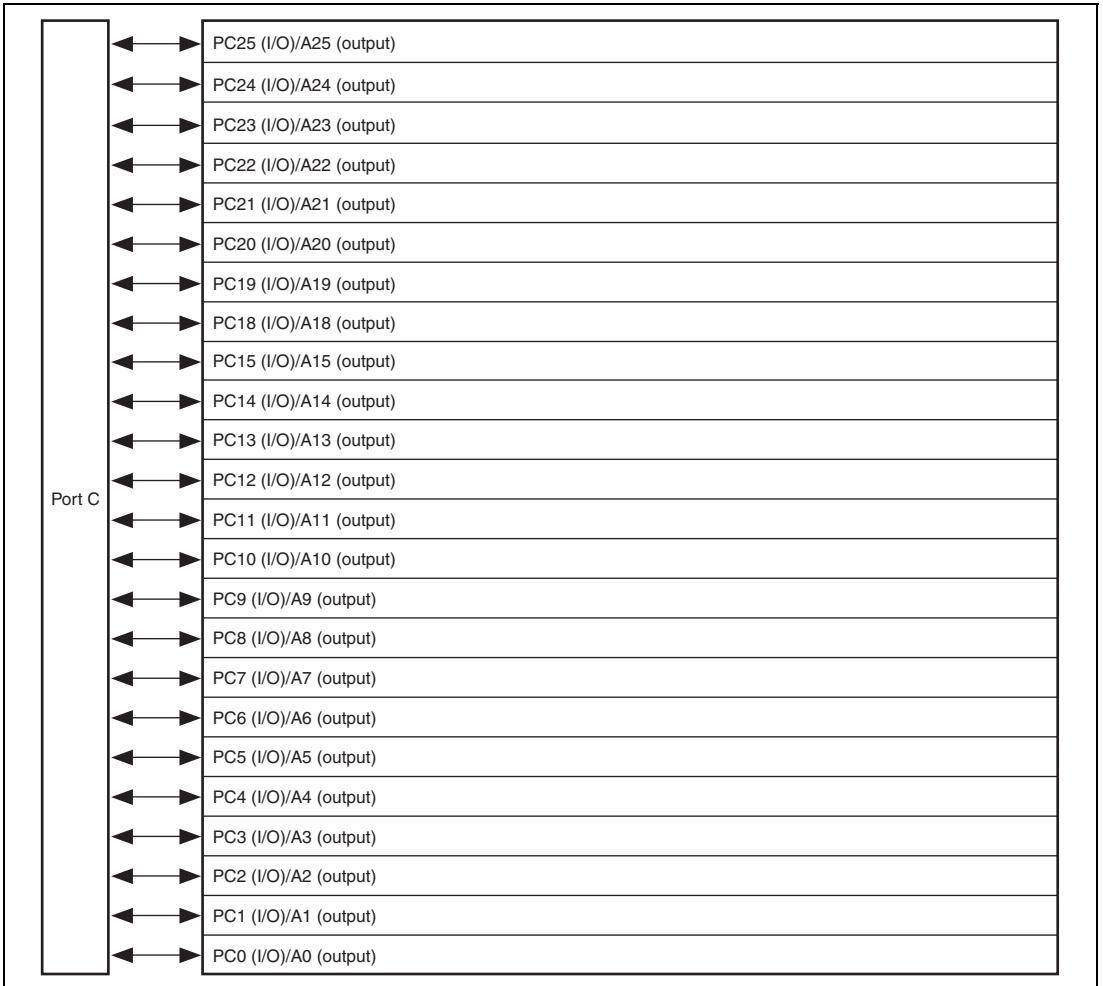 PC25 (I/O)/A25 (output)
PC24 (I/O)/A24 (output)
PC23 (I/O)/A23 (output)
PC22 (I/O)/A22 (output)
PC21 (I/O)/A21 (output)
PC20 (I/O)/A20 (output)
PC19 (I/O)/A19 (output)
PC18 (I/O)/A18 (output)
PC15 (I/O)/A15 (output)
PC14 (I/O)/A14 (output)
PC13 (I/O)/A13 (output)
PC12 (I/O)/A12 (output)
Port C
PC11 (I/O)/A11 (output)
PC10 (I/O)/A10 (output)
PC9 (I/O)/A9 (output)
PC8 (I/O)/A8 (output)
PC7 (I/O)/A7 (output)
PC6 (I/O)/A6 (output)
PC5 (I/O)/A5 (output)
PC4 (I/O)/A4 (output)
PC3 (I/O)/A3 (output)
PC2 (I/O)/A2 (output)
PC1 (I/O)/A1 (output)
PC0 (I/O)/A0 (output)